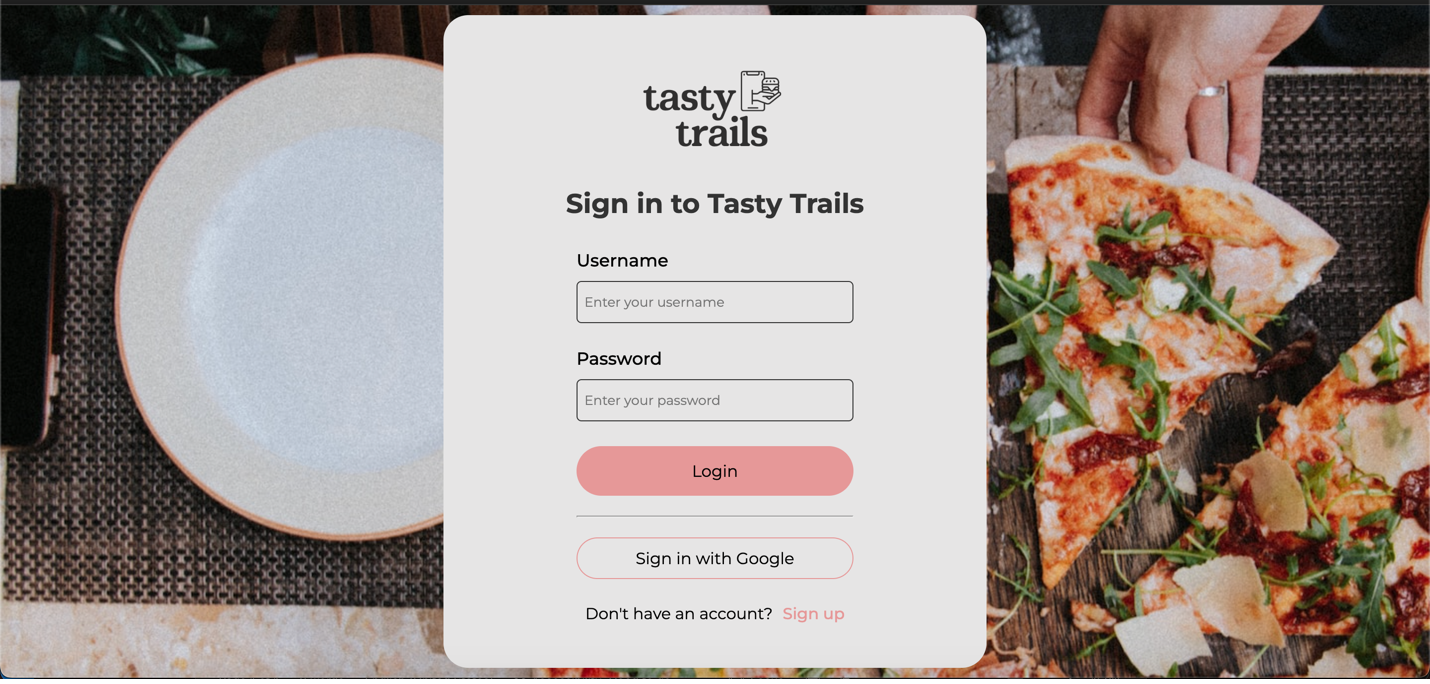 tasty
trails
Sign in to Tasty Trails
Username
Enter your username
Password
Enter your password
Login
Sign in with Google
Don't have an account? Sign up